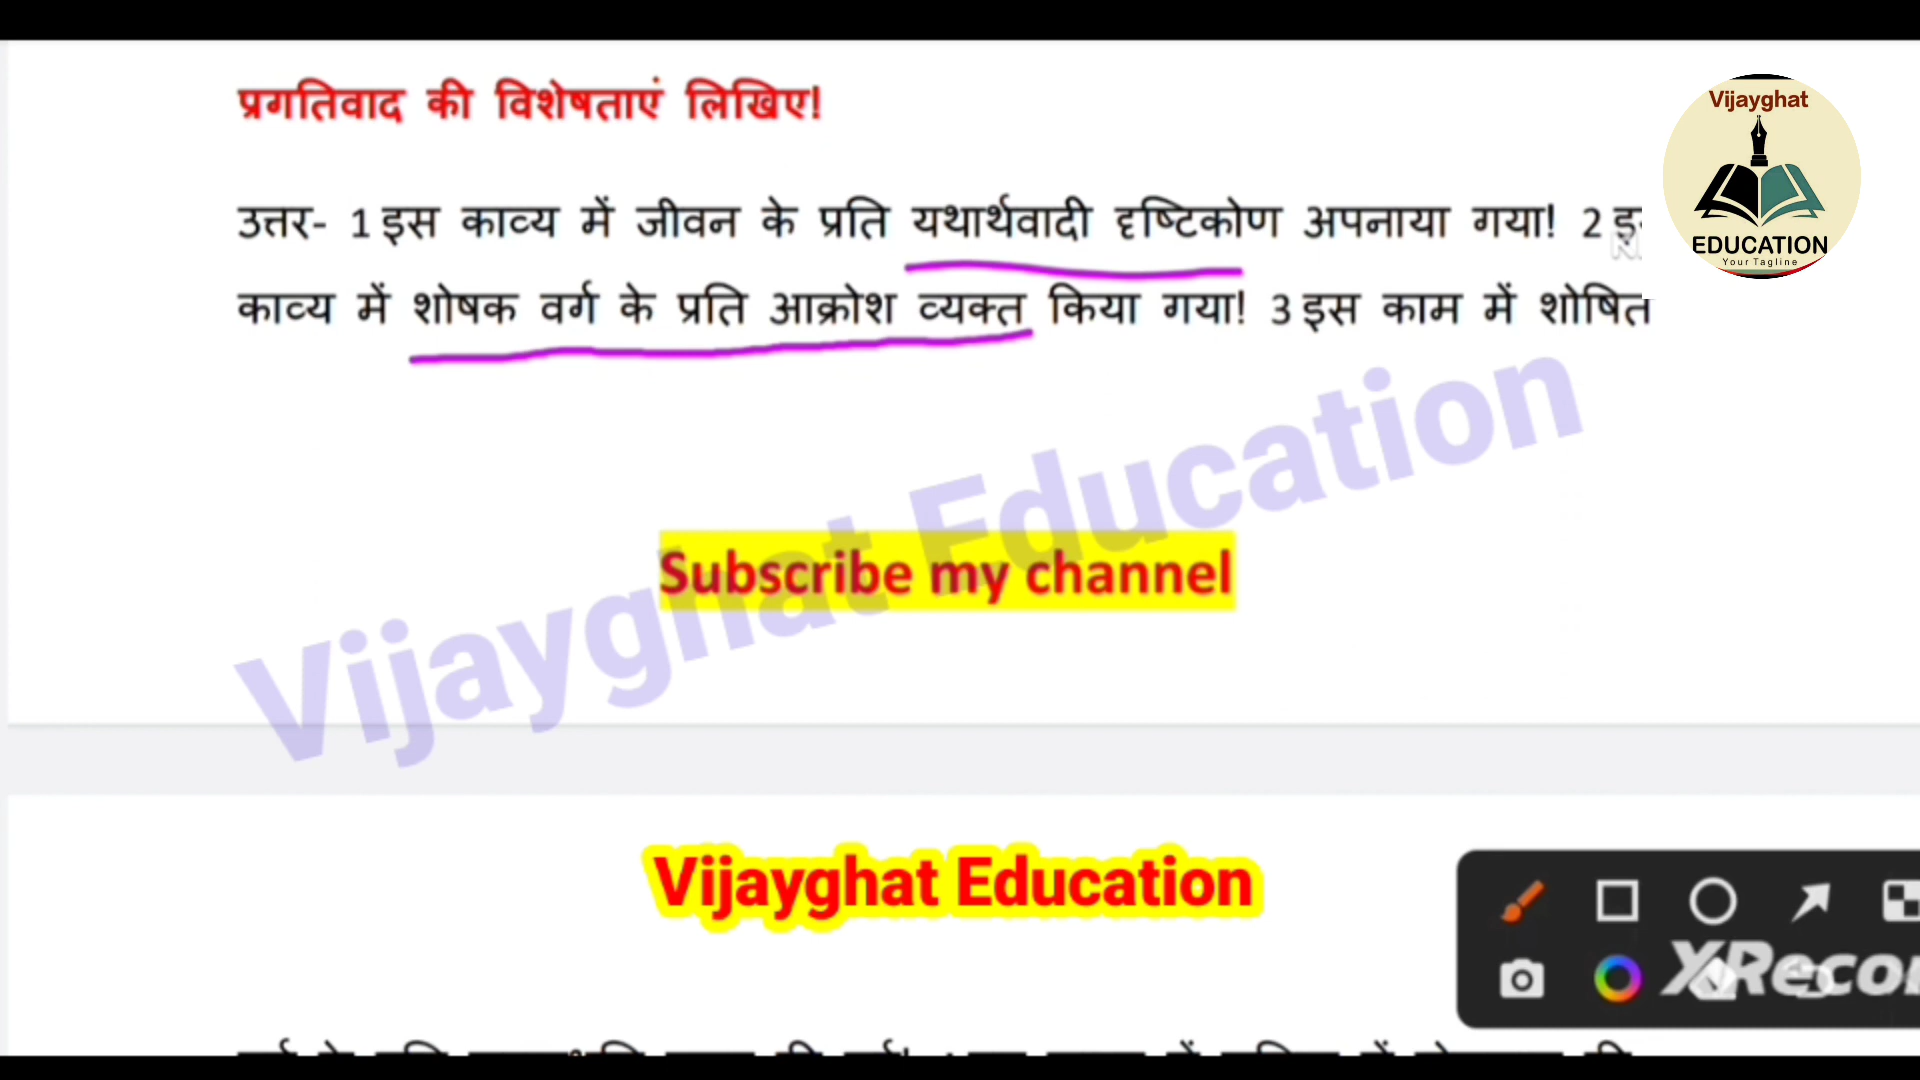 प्रगतिवाद की विशेषताएं लिखिए!
Vijayghat
EDUCATION
Your Tagline
उत्तर- 1 इस काव्य में जीवन के प्रति यथार्थवादी दृष्टिकोण अपनाया गया! 2
काव्य में शोषक वर्ग के प्रति आक्रोश व्यक्त किया गया! 3 इस काम में शोषित
Vijayghat Education
Subscribe my channel
Vijayghat Education
XRecor